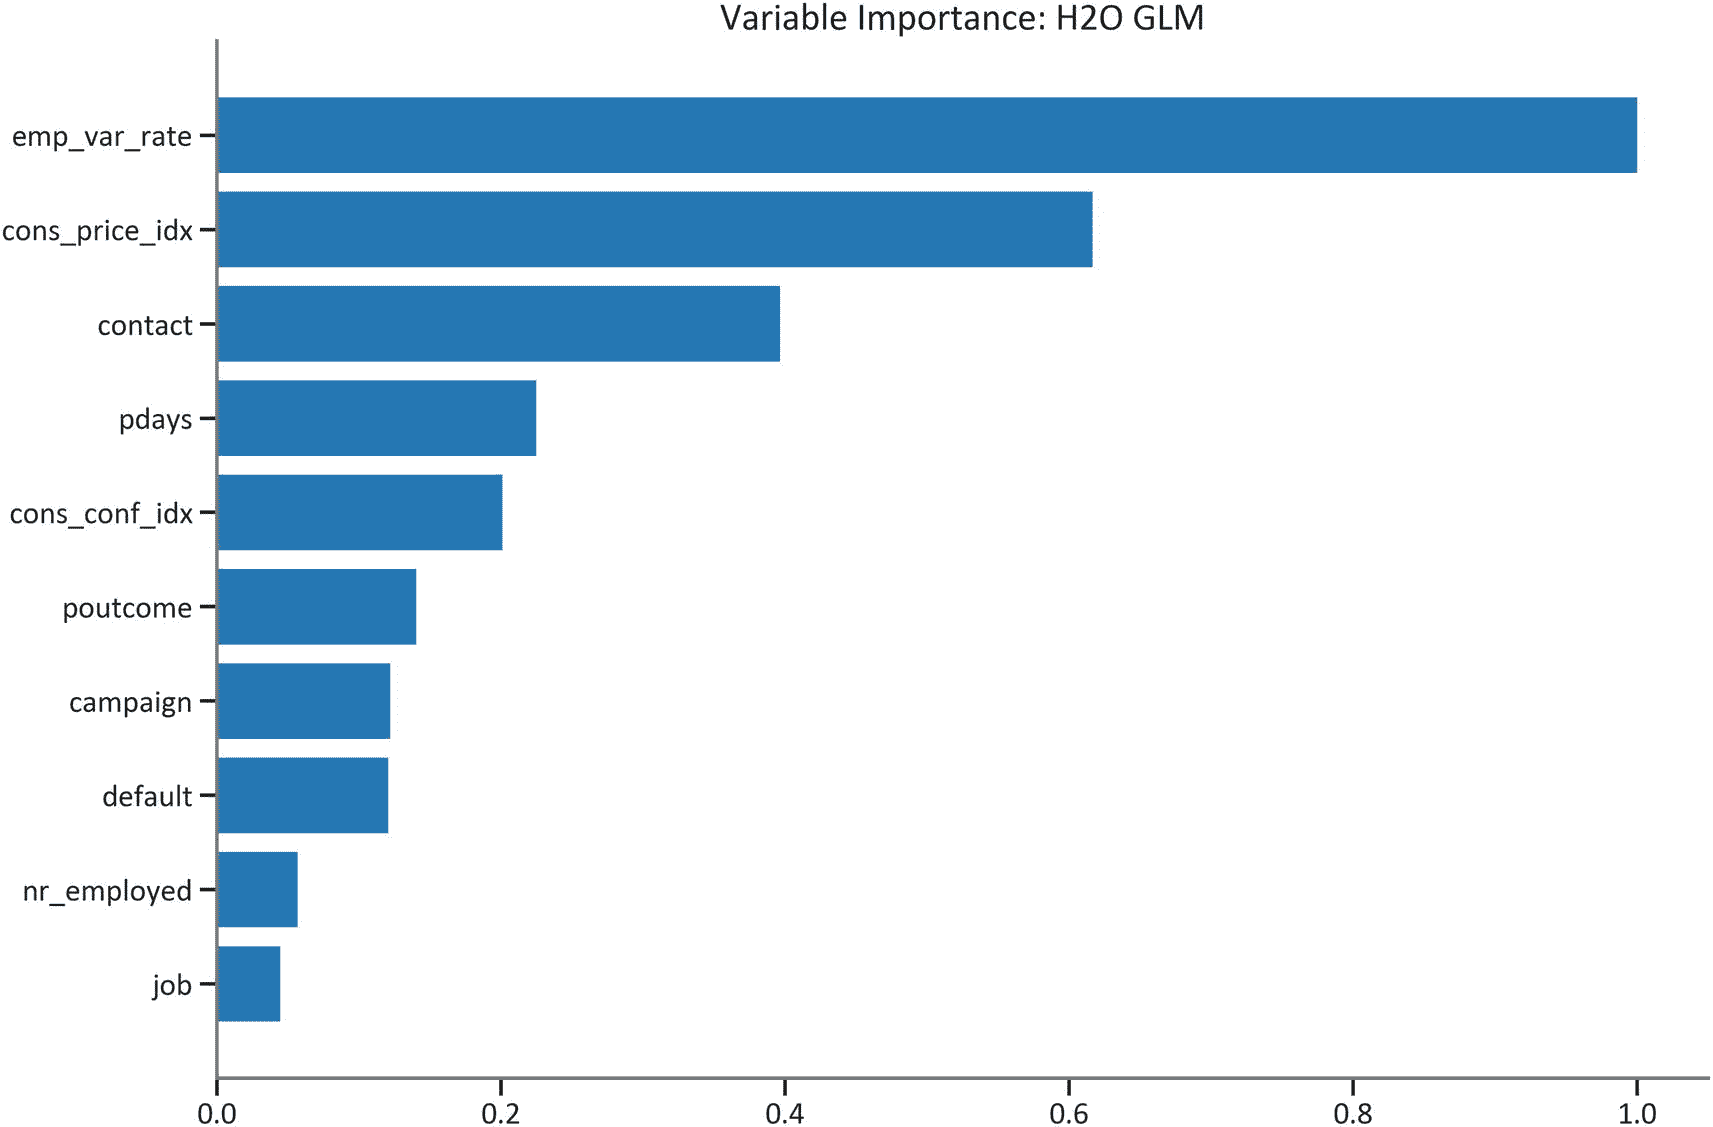 Variable Importance: H2O GLM
emp_var_rate
cons_price_idx
contact
pdays
cons_conf_idx
poutcome
campaign
default
nr_employed
job
0.0 0.2 0.4 0.6 0.8 1.0